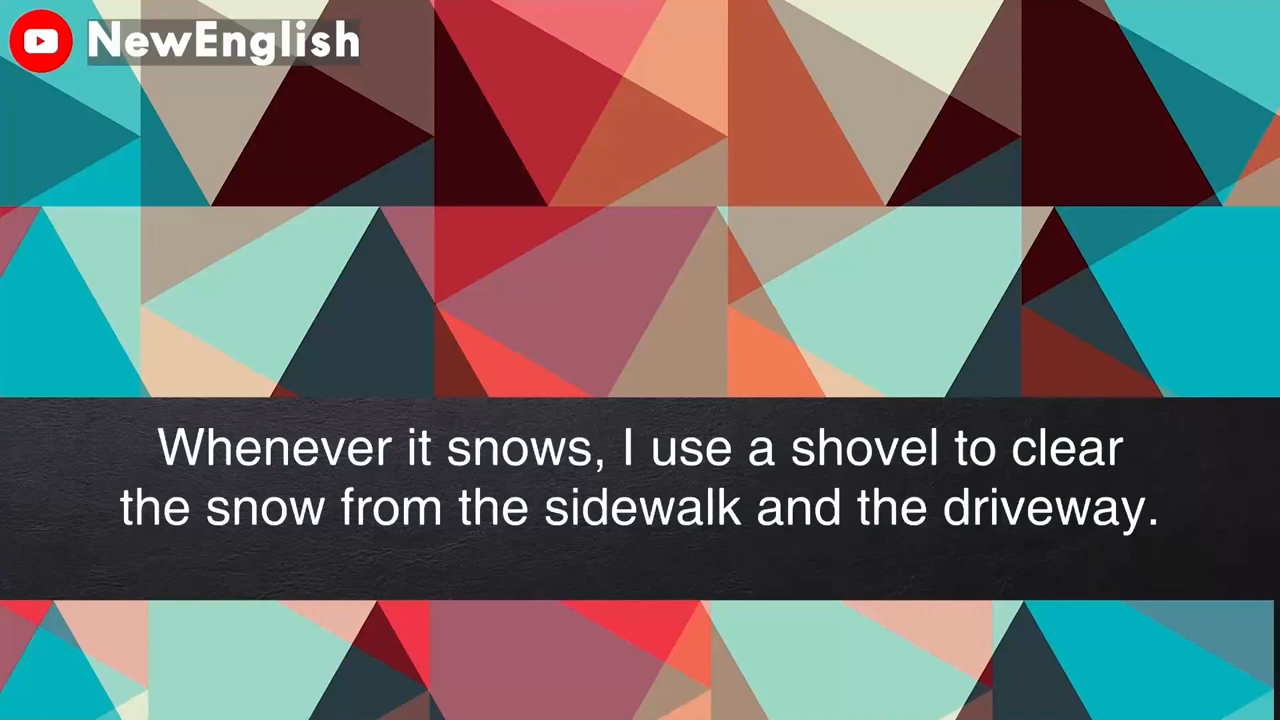 NewEnglish
Whenever it snows, I use a shovel to clear
the snow from the sidewalk and the driveway.